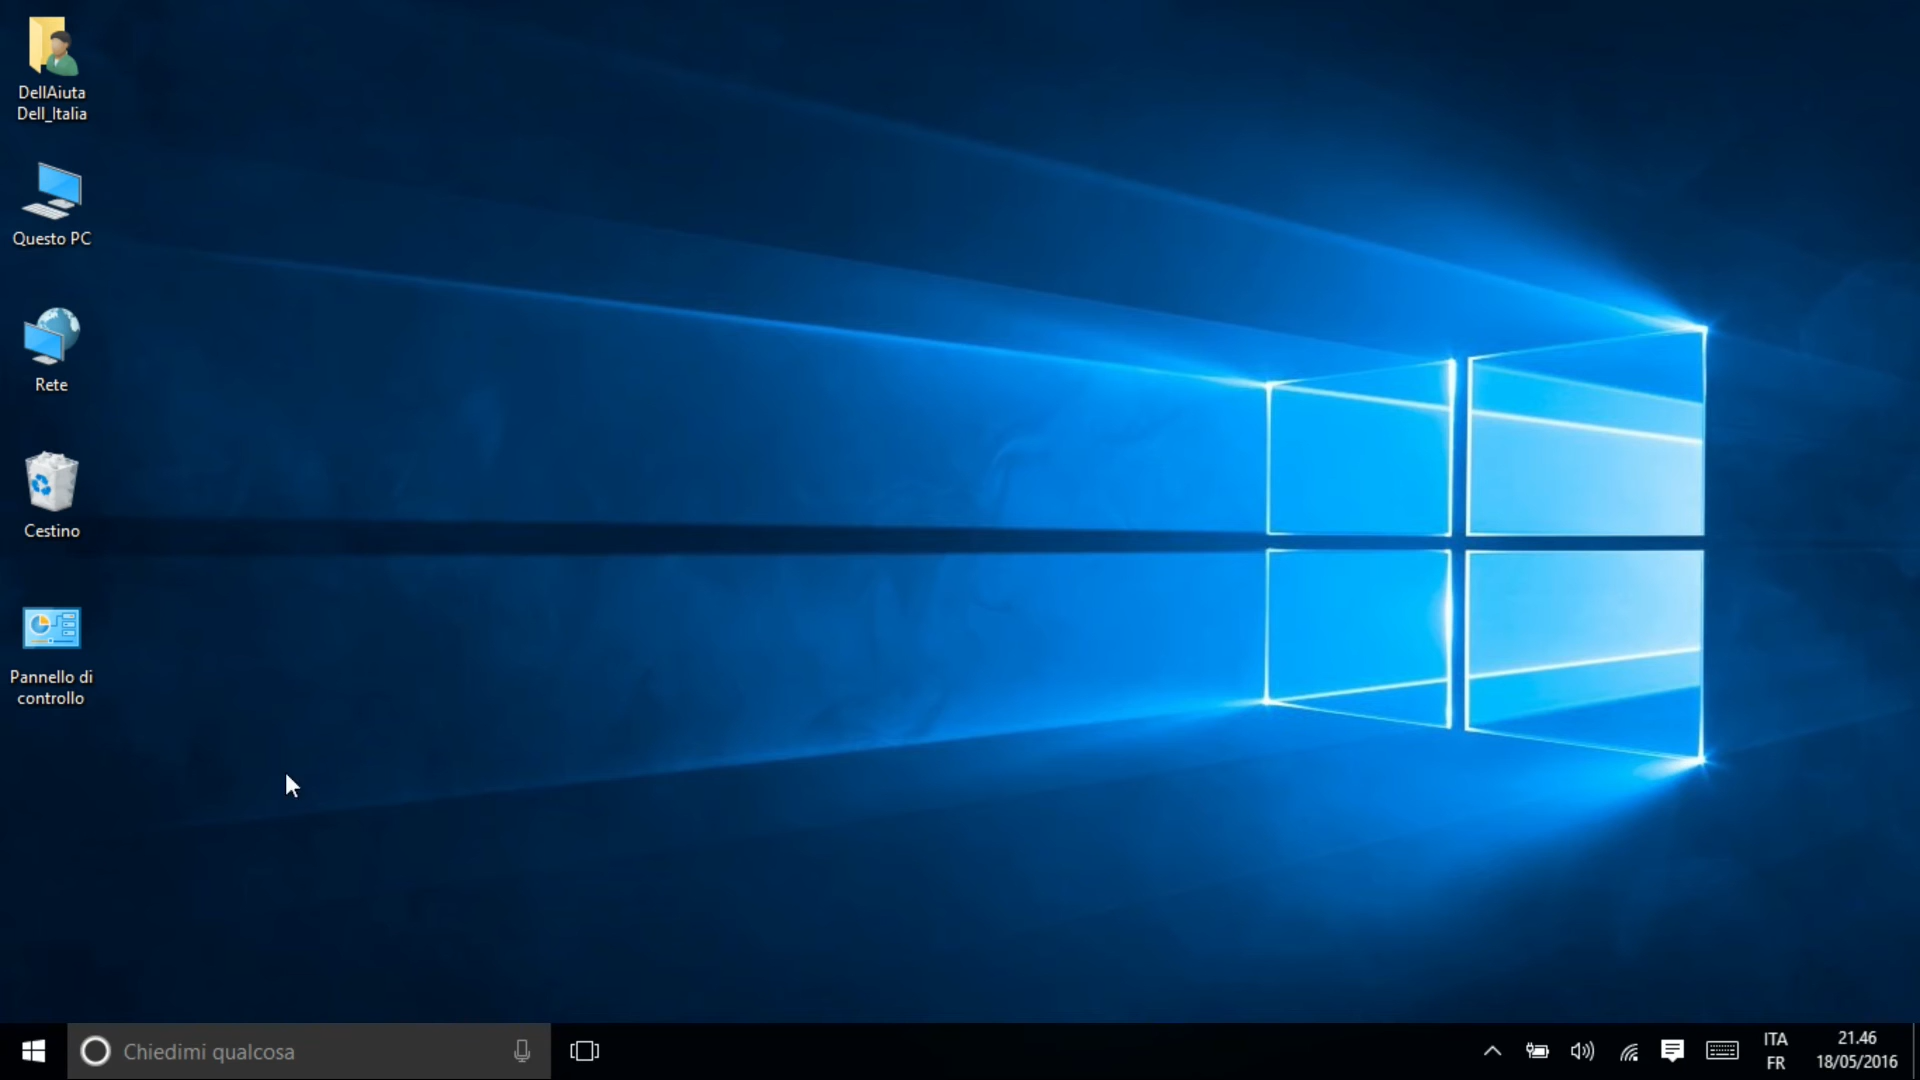 DellAiuta
Dell_Italia
Questo PC
Rete
Cestino
Pannello di
controllo
Chiedimi qualcosa
ITA
FR
21.46
18/05/2016